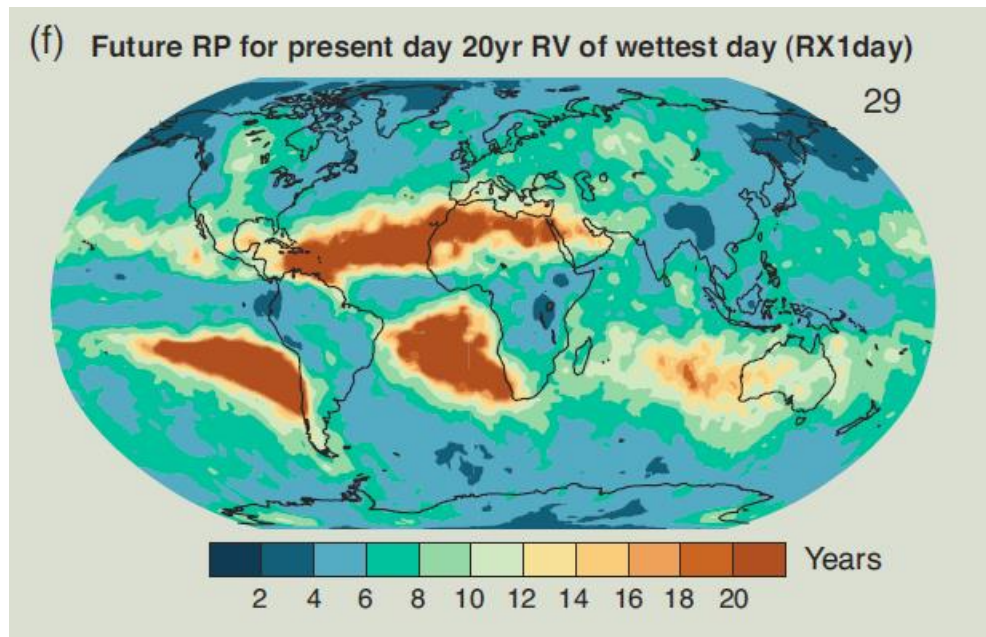 (f) Future RP for present day 20yr RV of wettest day (RX1day)
29
Years
2 4 6 8 10 12 14 16 18 20